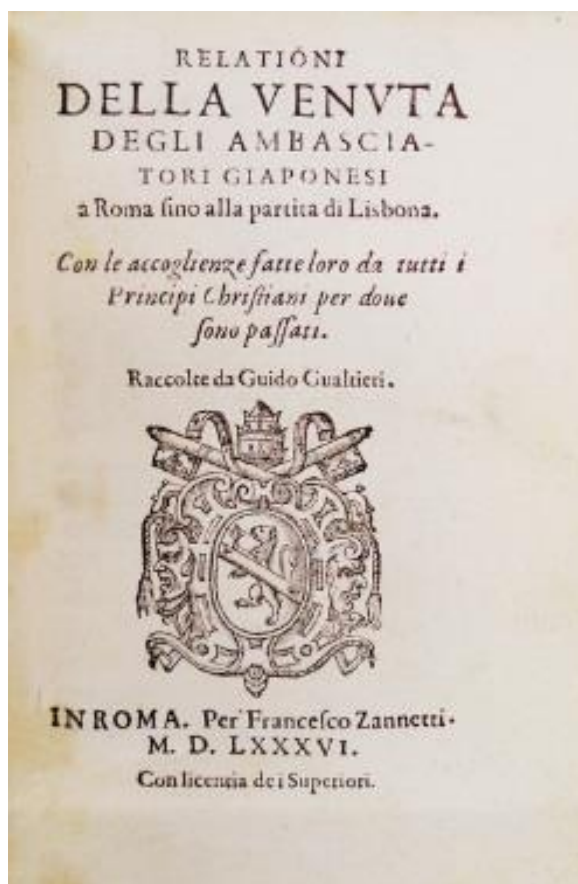 RELATIONI
DELLA VENVTA
DEGLI AMBASCIA-
TORI GIAPONESI
a Roma ſino alla partita di Lisbona.
Con le accoglienze fatte loro da tutti i
Principi Chriſtiani per doue
ſono paſſati.
Raccolte da Guido Gualtieri.
IN ROMA. Per Franceſco Zannetti.
M. D. LXXXVI.
Con licentia de i Superiori.